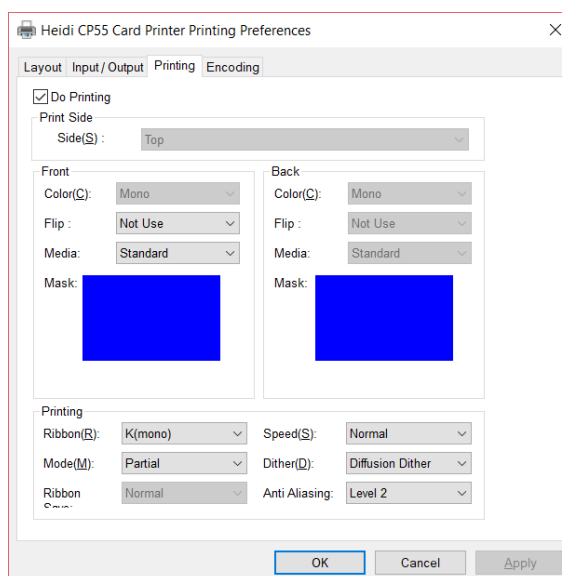 Heidi CP55 Card Printer Printing Preferences
Layout Input / Output Printing Encoding
Do Printing
Print Side
Side(S) : Top
Front
Color(C): Mono
Flip : Not Use
Media: Standard
Mask:
Back
Color(C): Mono
Flip : Not Use
Media: Standard
Mask:
Printing
Ribbon(R): K(mono) Speed(S): Normal
Mode(M): Partial Dither(D): Diffusion Dither
Ribbon Normal Anti Aliasing: Level 2
OK Cancel Apply